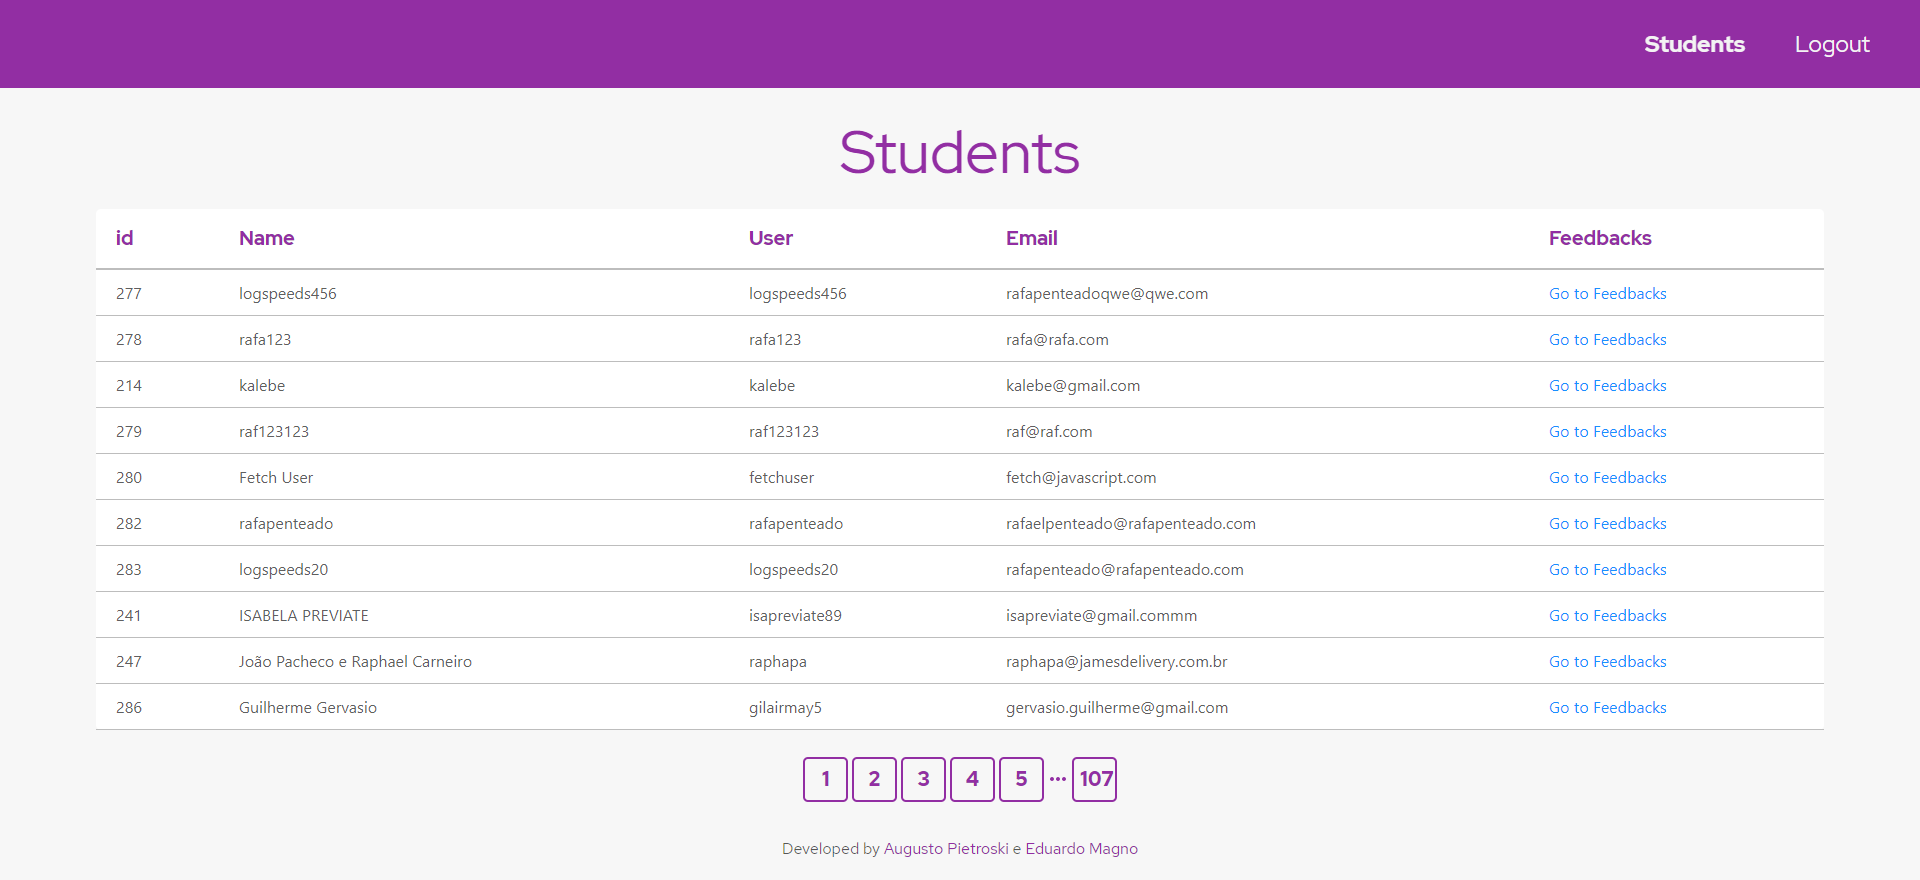 Students Logout
Students
id Name User Email Feedbacks
277 logspeeds456 logspeeds456 rafapenteadoqwe@qwe.com Go to Feedbacks
278 rafa123 rafa123 rafa@rafa.com Go to Feedbacks
214 kalebe kalebe kalebe@gmail.com Go to Feedbacks
279 raf123123 raf123123 raf@raf.com Go to Feedbacks
280 Fetch User fetchuser fetch@javascript.com Go to Feedbacks
282 rafapenteado rafapenteado rafaelpenteado@rafapenteado.com Go to Feedbacks
283 logspeeds20 logspeeds20 rafapenteado@rafapenteado.com Go to Feedbacks
241 ISABELA PREVIATE isapreviate89 isapreviate@gmail.commm Go to Feedbacks
247 João Pacheco e Raphael Carneiro raphapa raphapa@jamesdelivery.com.br Go to Feedbacks
286 Guilherme Gervasio gilairmay5 gervasio.guilherme@gmail.com Go to Feedbacks
1 2 3 4 5 ··· 107
Developed by Augusto Pietroski e Eduardo Magno